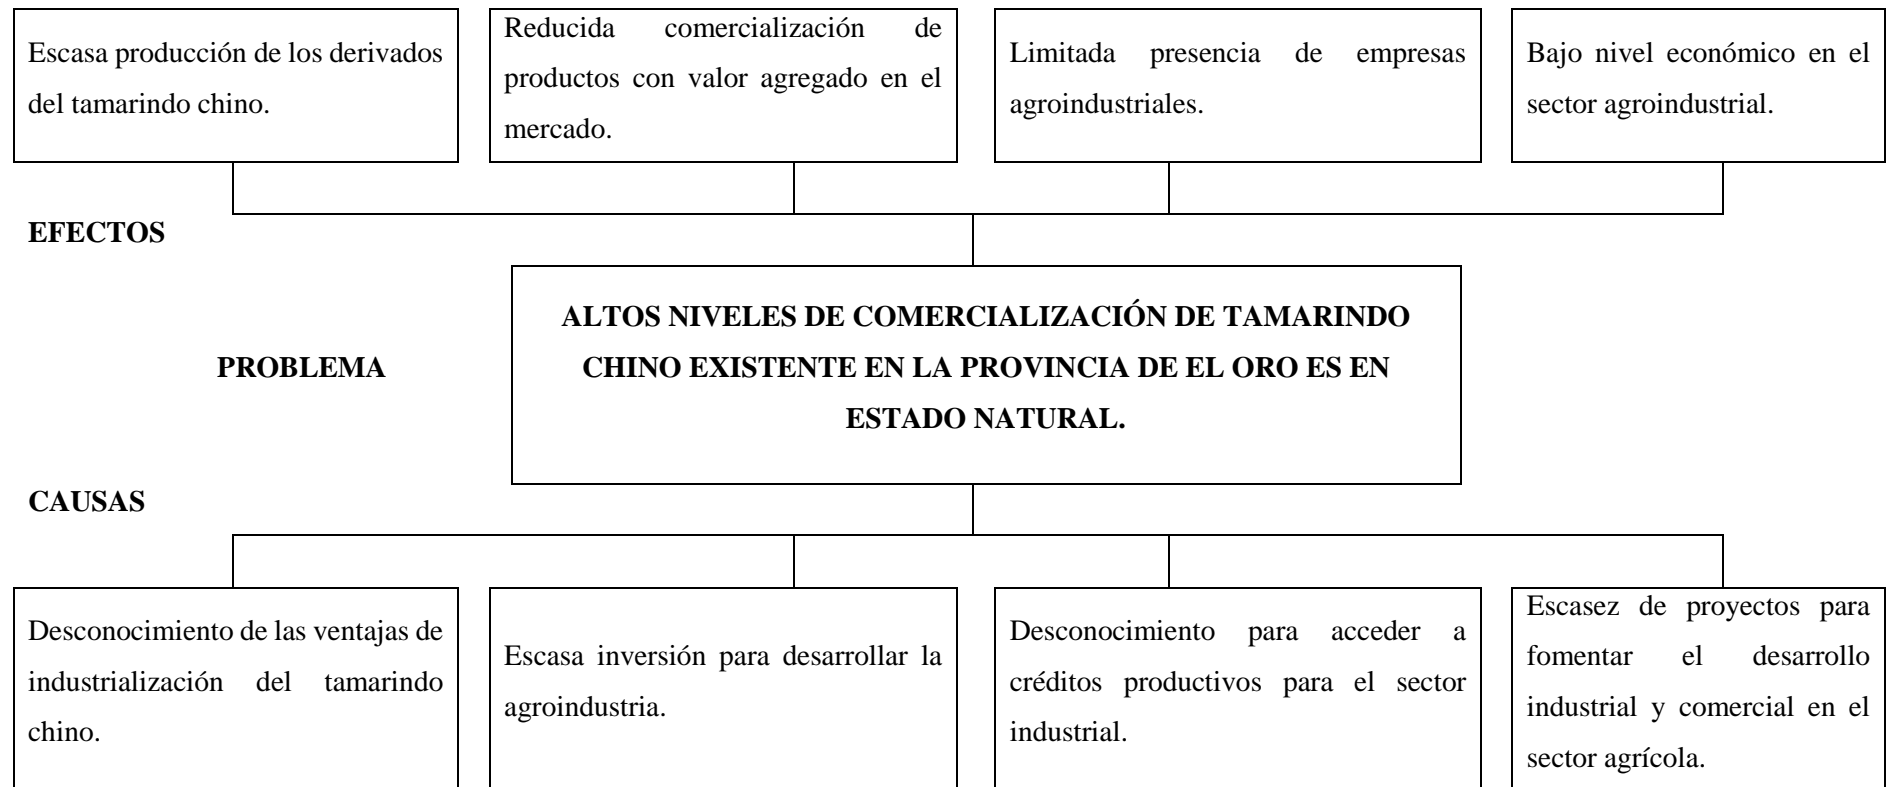 Escasa producción de los derivados
del tamarindo chino.
Reducida comercialización de
productos con valor agregado en el
mercado.
Limitada presencia de empresas
agroindustriales.
Bajo nivel económico en el
sector agroindustrial.
EFECTOS
PROBLEMA
ALTOS NIVELES DE COMERCIALIZACIÓN DE TAMARINDO
CHINO EXISTENTE EN LA PROVINCIA DE EL ORO ES EN
ESTADO NATURAL.
CAUSAS
Desconocimiento de las ventajas de
industrialización del tamarindo
chino.
Escasa inversión para desarrollar la
agroindustria.
Desconocimiento para acceder a
créditos productivos para el sector
industrial.
Escasez de proyectos para
fomentar el desarrollo
industrial y comercial en el
sector agrícola.